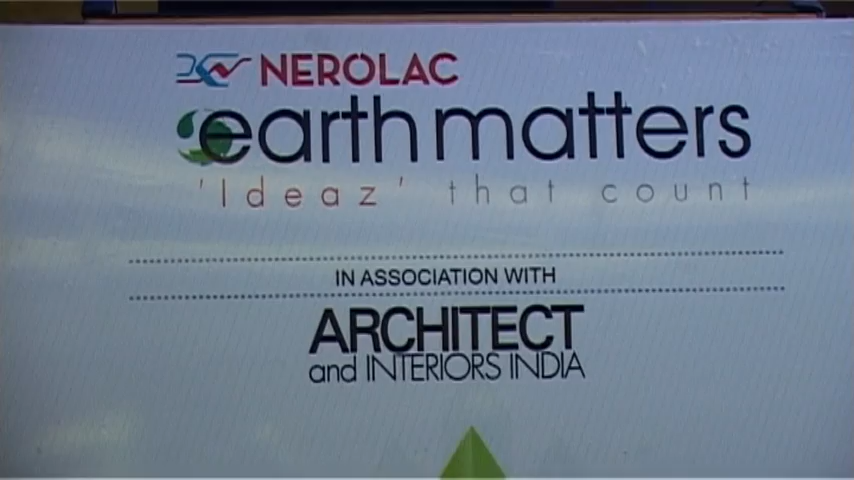 NEROLAC
earth matters
'Ideaz' that count
IN ASSOCIATION WITH
ARCHITECT
and INTERIORS INDIA